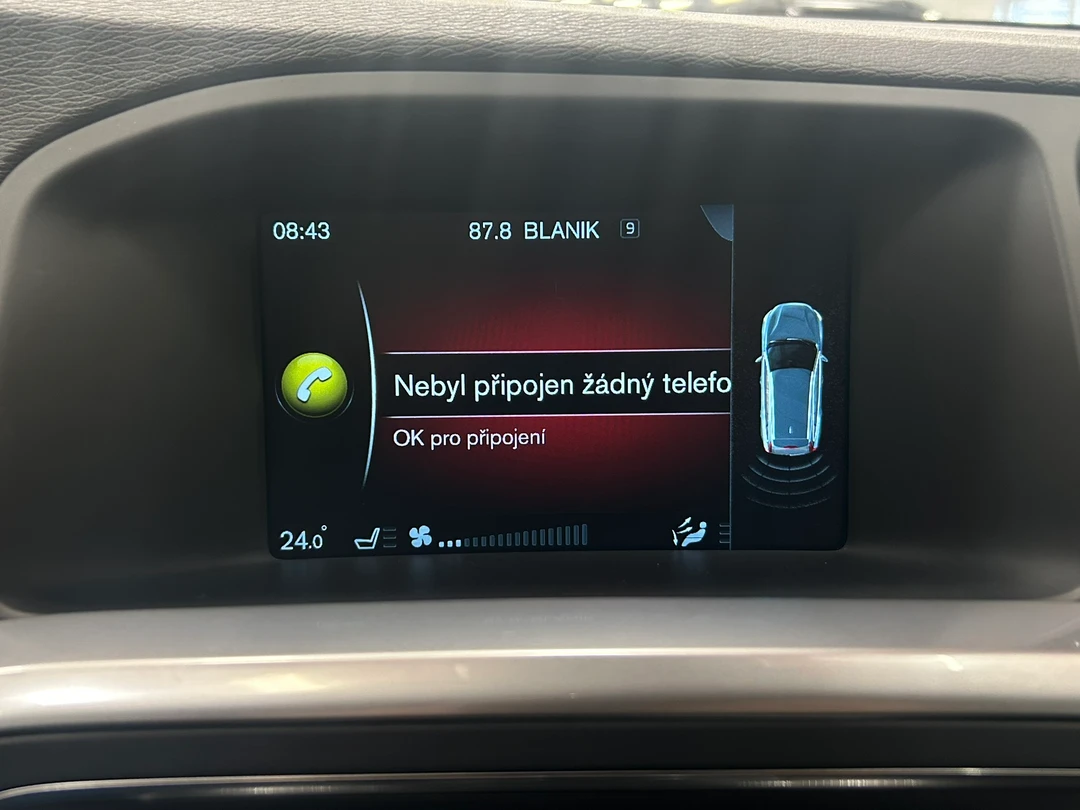 08:43
87.8 BLANIK 9
Nebyl připojen žádný telefo
OK pro připojení
24.0°